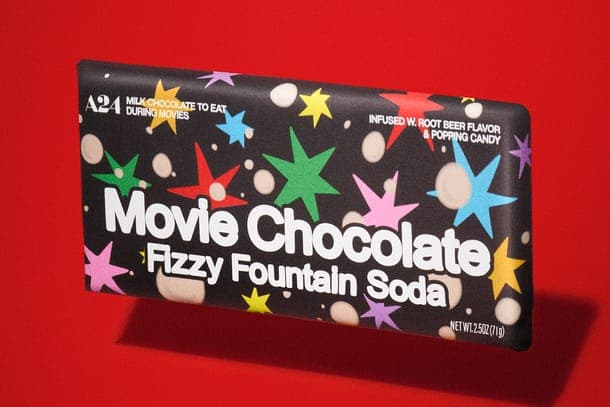 A24
MILK CHOCOLATE TO EAT
DURING MOVIES
INFUSED W. ROOT BEER FLAVOR
& POPPING CANDY
Movie Chocolate
Fizzy Fountain Soda
NET WT. 2.5OZ (71g)